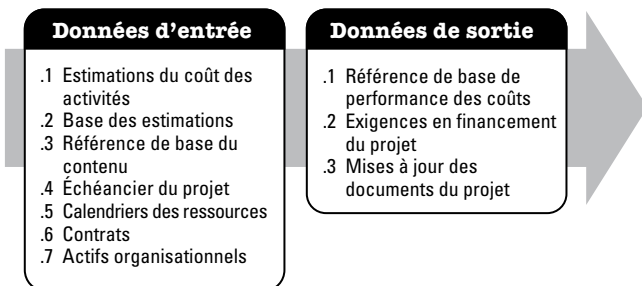 Données d'entrée
.1 Estimations du coût des
activités
.2 Base des estimations
.3 Référence de base du
contenu
.4 Échéancier du projet
.5 Calendriers des ressources
.6 Contrats
.7 Actifs organisationnels
Données de sortie
.1 Référence de base de
performance des coûts
.2 Exigences en financement
du projet
.3 Mises à jour des
documents du projet